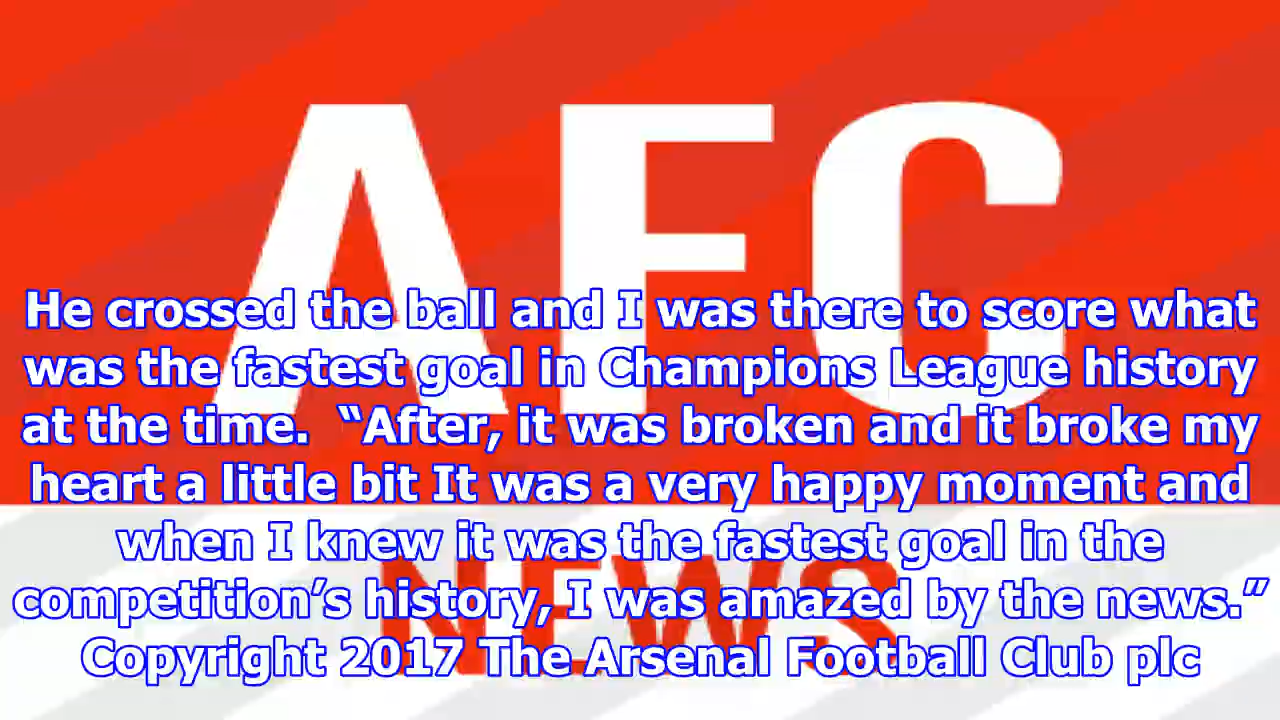 AFC
He crossed the ball and I was there to score what
was the fastest goal in Champions League history
at the time.  “After, it was broken and it broke my
heart a little bit It was a very happy moment and
when I knew it was the fastest goal in the
NEWS
competition’s history, I was amazed by the news.”
Copyright 2017 The Arsenal Football Club plc